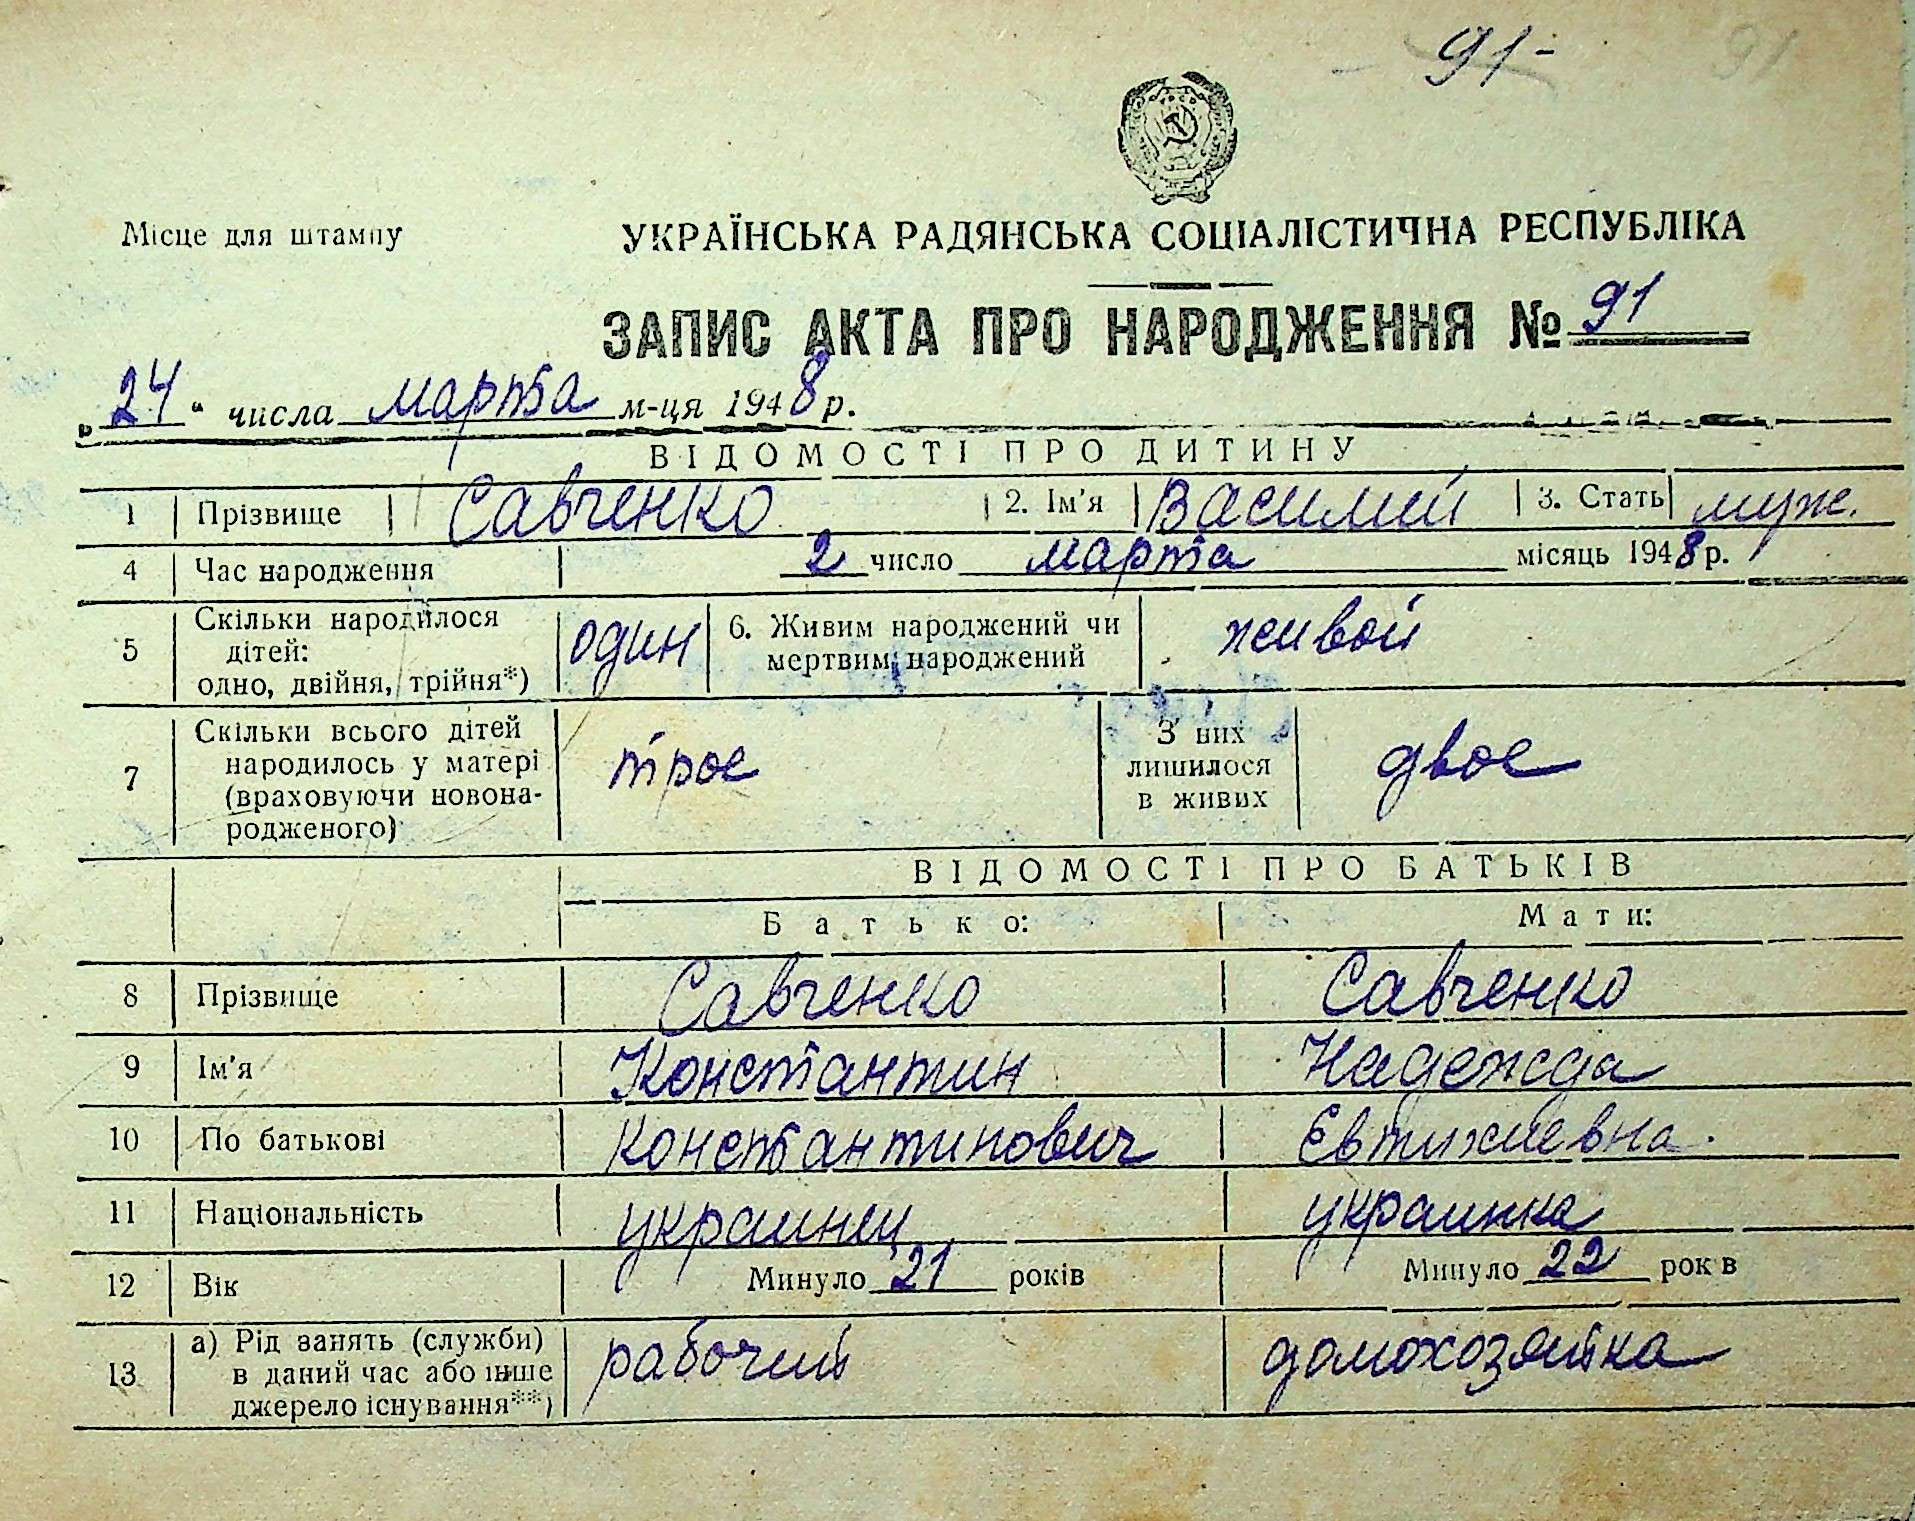 91-
91
Місце для штампу
УКРАЇНСЬКА РАДЯНСЬКА СОЦІАЛІСТИЧНА РЕСПУБЛІКА
ЗАПИС АКТА ПРО НАРОДЖЕННЯ № 91
„ 24 “ числа марта м-ця 1948 р.
ВІДОМОСТІ ПРО ДИТИНУ
1 Прізвище Савченко 2. Ім'я Василий 3. Стать муж.
4 Час народження 2 число марта місяць 1948 р.
5 Скільки народилося дітей: одно, двійня, трійня*) один 6. Живим народжений чи мертвим народжений живой
7 Скільки всього дітей народилось у матері (враховуючи новонародженого) трое З них лишилося в живих двое
ВІДОМОСТІ ПРО БАТЬКІВ
Батько: Мати:
8 Прізвище Савченко Савченко
9 Ім'я Константин Надежда
10 По батькові Константинович Євтихиевна.
11 Національність украинец украинка
12 Вік Минуло 21 років Минуло 22 рок в
13 а) Рід занять (служби) в даний час або інше джерело існування**) рабочий домохозяйка